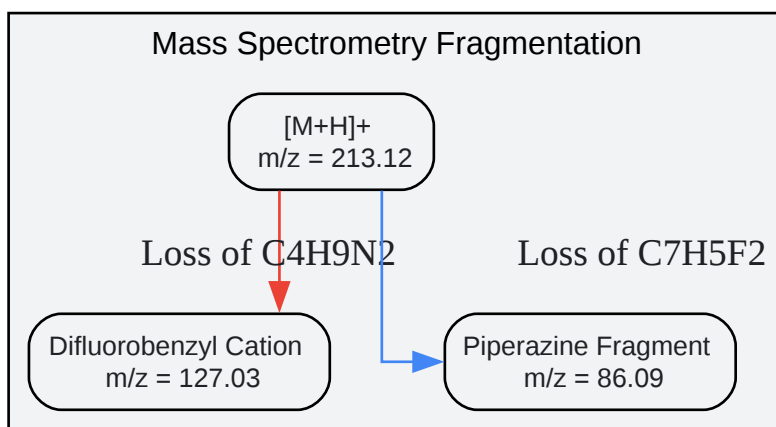 Mass Spectrometry Fragmentation
[M+H]+
m/z = 213.12
Loss of C4H9N2
Loss of C7H5F2
Difluorobenzyl Cation
m/z = 127.03
Piperazine Fragment
m/z = 86.09